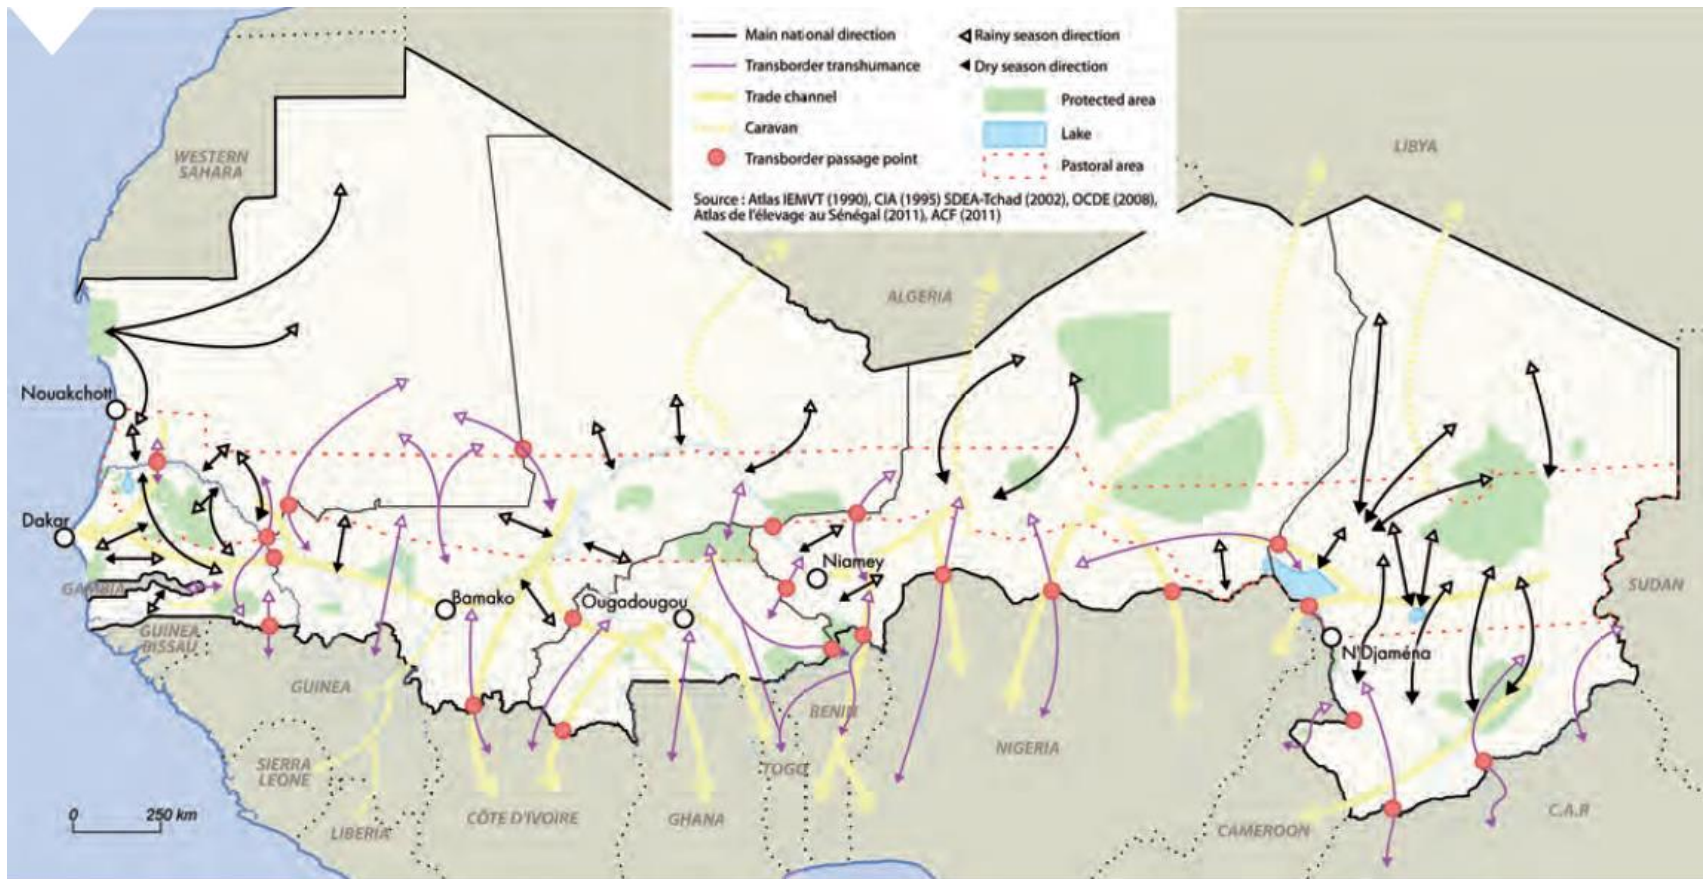 Main national direction
Transborder transhumance
Trade channel
Caravan
Transborder passage point
Rainy season direction
Dry season direction
Protected area
Lake
Pastoral area
Source : Atlas IEMVT (1990), CIA (1995) SDEA-Tchad (2002), OCDE (2008),
Atlas de l'élevage au Sénégal (2011), ACF (2011)
WESTERN
SAHARA
LIBYA
ALGERIA
Nouakchott
Dakar
GAMBIA
GUINEA
BISSAU
GUINEA
Bamako
Ougadougou
Niamey
N'Djaména
SUDAN
SIERRA
LEONE
LIBERIA
CÔTE D'IVOIRE
GHANA
TOGO
BENIN
NIGERIA
CAMEROON
C.A.R
0 250 km